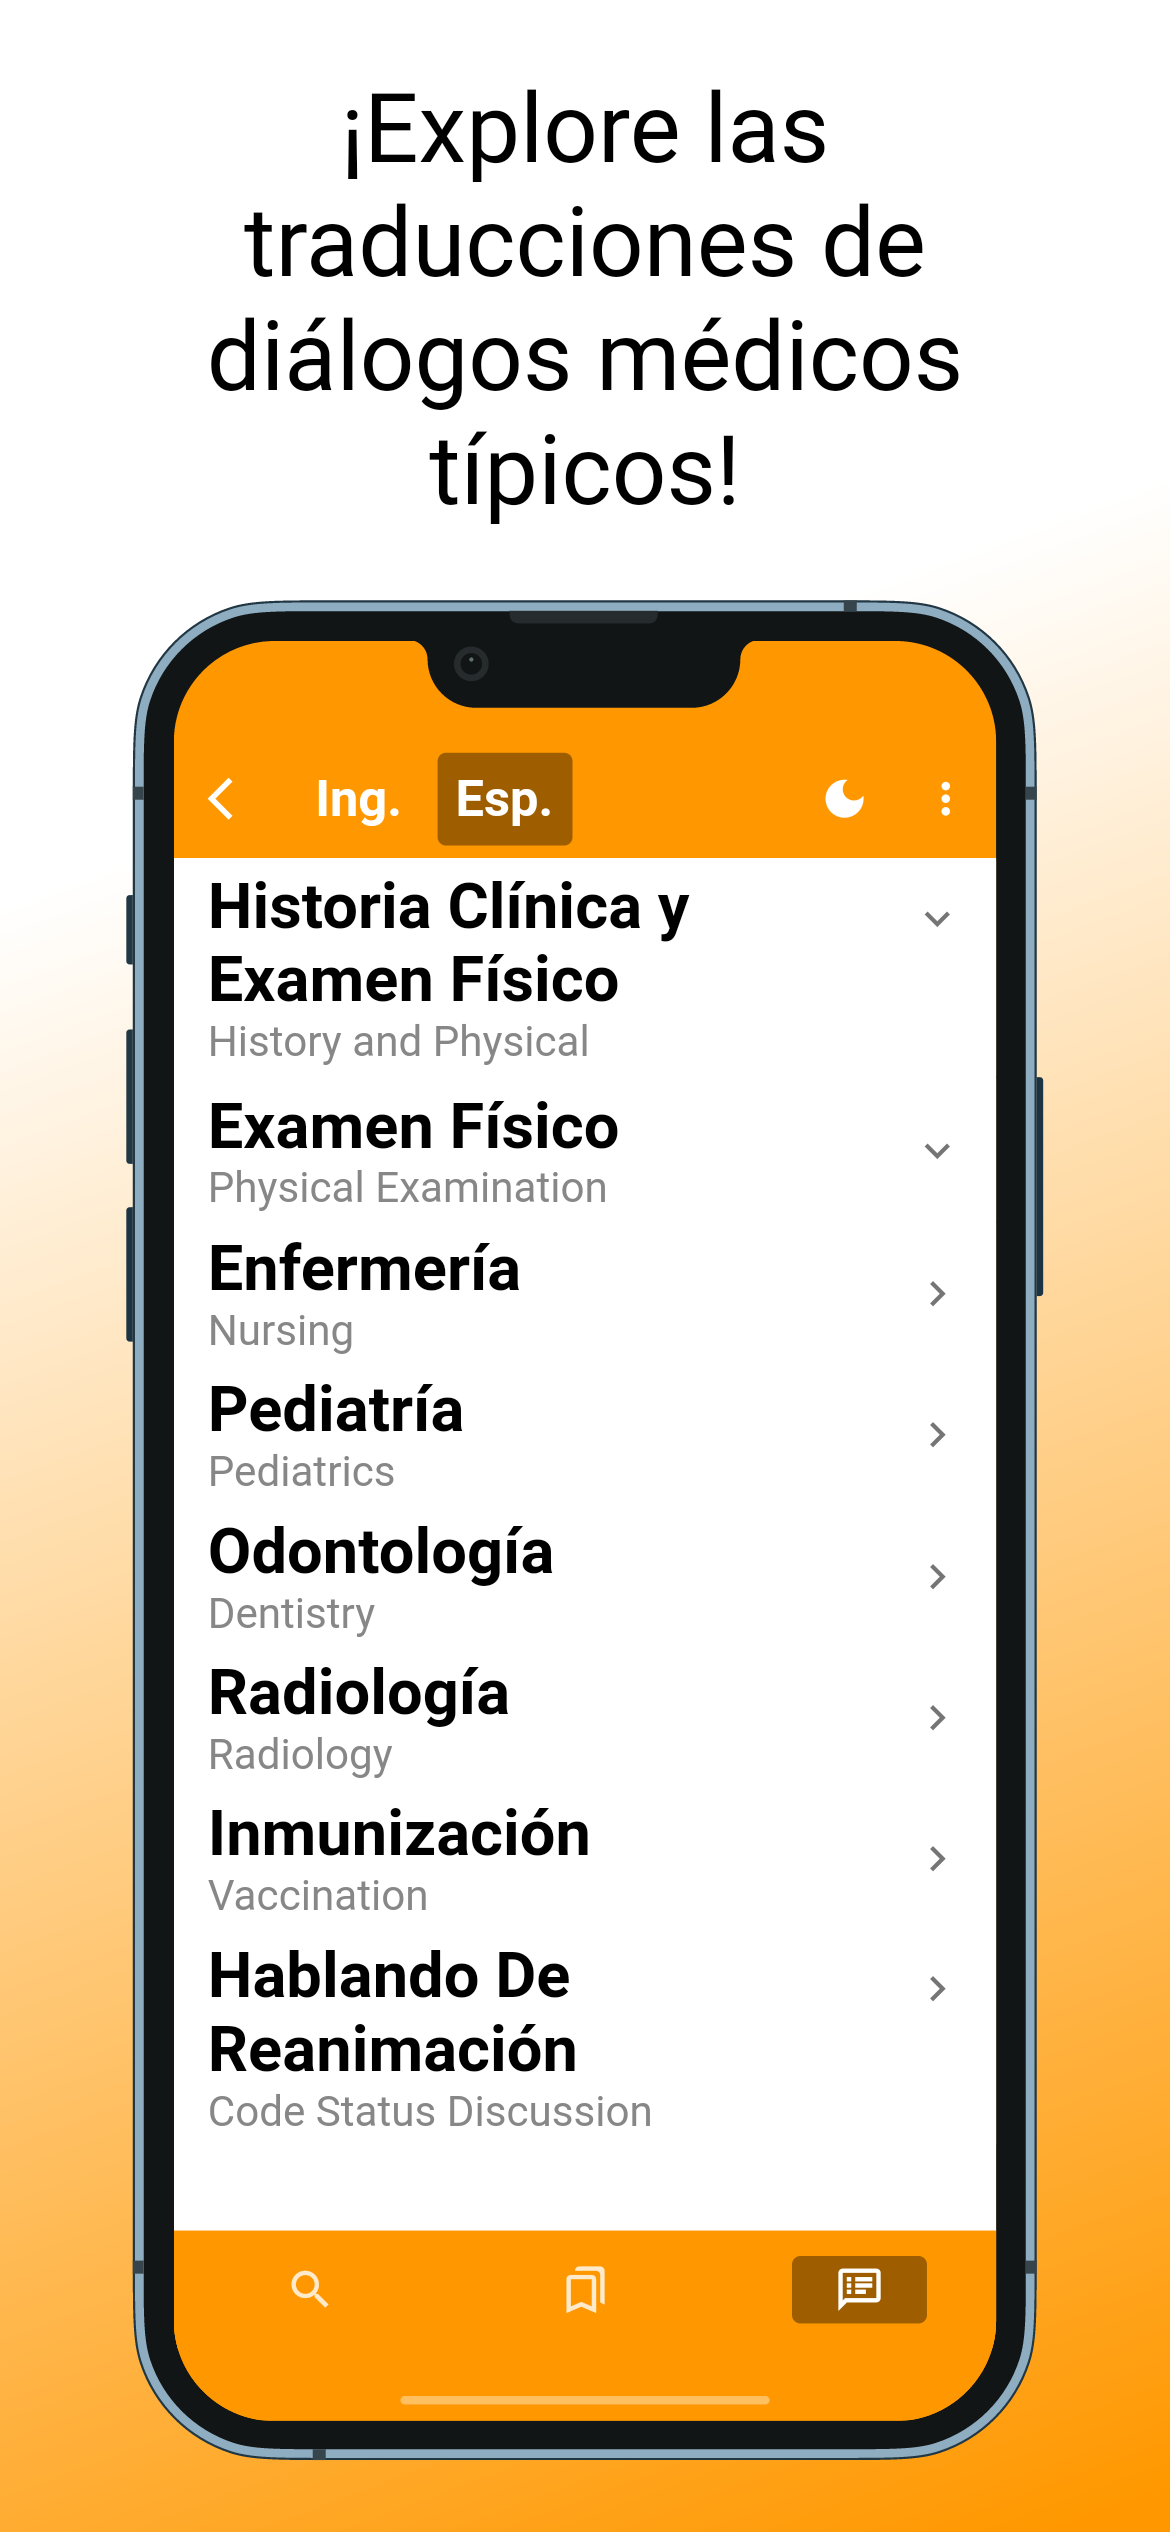 ¡Explore las
traducciones de
diálogos médicos
típicos!
Ing. Esp.
Historia Clínica y
Examen Físico
History and Physical
Examen Físico
Physical Examination
Enfermería
Nursing
Pediatría
Pediatrics
Odontología
Dentistry
Radiología
Radiology
Inmunización
Vaccination
Hablando De
Reanimación
Code Status Discussion